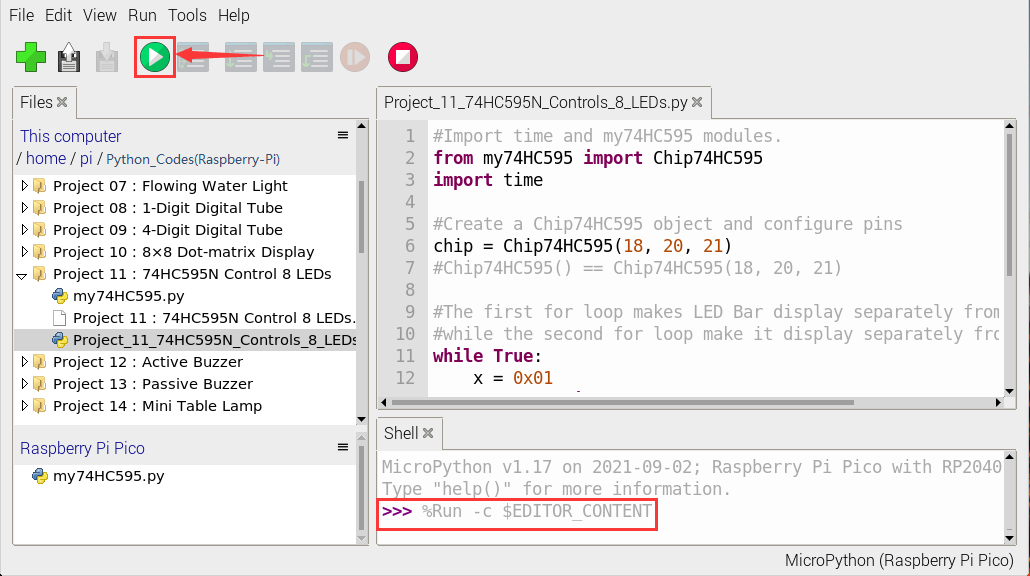 File Edit View Run Tools Help
Files
This computer
/ home / pi / Python_Codes(Raspberry-Pi)
Project 07 : Flowing Water Light
Project 08 : 1-Digit Digital Tube
Project 09 : 4-Digit Digital Tube
Project 10 : 8×8 Dot-matrix Display
Project 11 : 74HC595N Control 8 LEDs
my74HC595.py
Project 11 : 74HC595N Control 8 LEDs.
Project_11_74HC595N_Controls_8_LEDs
Project 12 : Active Buzzer
Project 13 : Passive Buzzer
Project 14 : Mini Table Lamp
Raspberry Pi Pico
my74HC595.py
Project_11_74HC595N_Controls_8_LEDs.py
1 #Import time and my74HC595 modules.
2 from my74HC595 import Chip74HC595
3 import time
4
5 #Create a Chip74HC595 object and configure pins
6 chip = Chip74HC595(18, 20, 21)
7 #Chip74HC595() == Chip74HC595(18, 20, 21)
8
9 #The first for loop makes LED Bar display separately from
10 #while the second for loop make it display separately fro
11 while True:
12 x = 0x01
Shell
MicroPython v1.17 on 2021-09-02; Raspberry Pi Pico with RP2040
Type "help()" for more information.
>>> %Run -c $EDITOR_CONTENT
MicroPython (Raspberry Pi Pico)